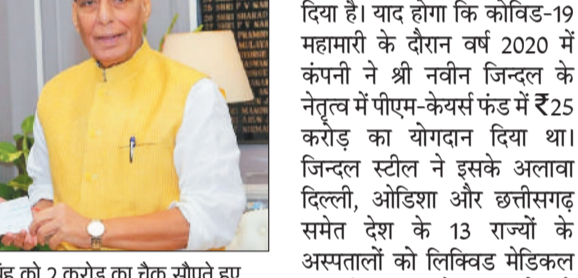 दिया है। याद होगा कि कोविड-19
महामारी के दौरान वर्ष 2020 में
कंपनी ने श्री नवीन जिन्दल के
नेतृत्व में पीएम-केयर्स फंड में ₹25
करोड़ का योगदान दिया था।
जिन्दल स्टील ने इसके अलावा
दिल्ली, ओडिशा और छत्तीसगढ़
समेत देश के 13 राज्यों के
अस्पतालों को लिक्विड मेडिकल
को 2 करोड़ का चैक सौंपते हुए